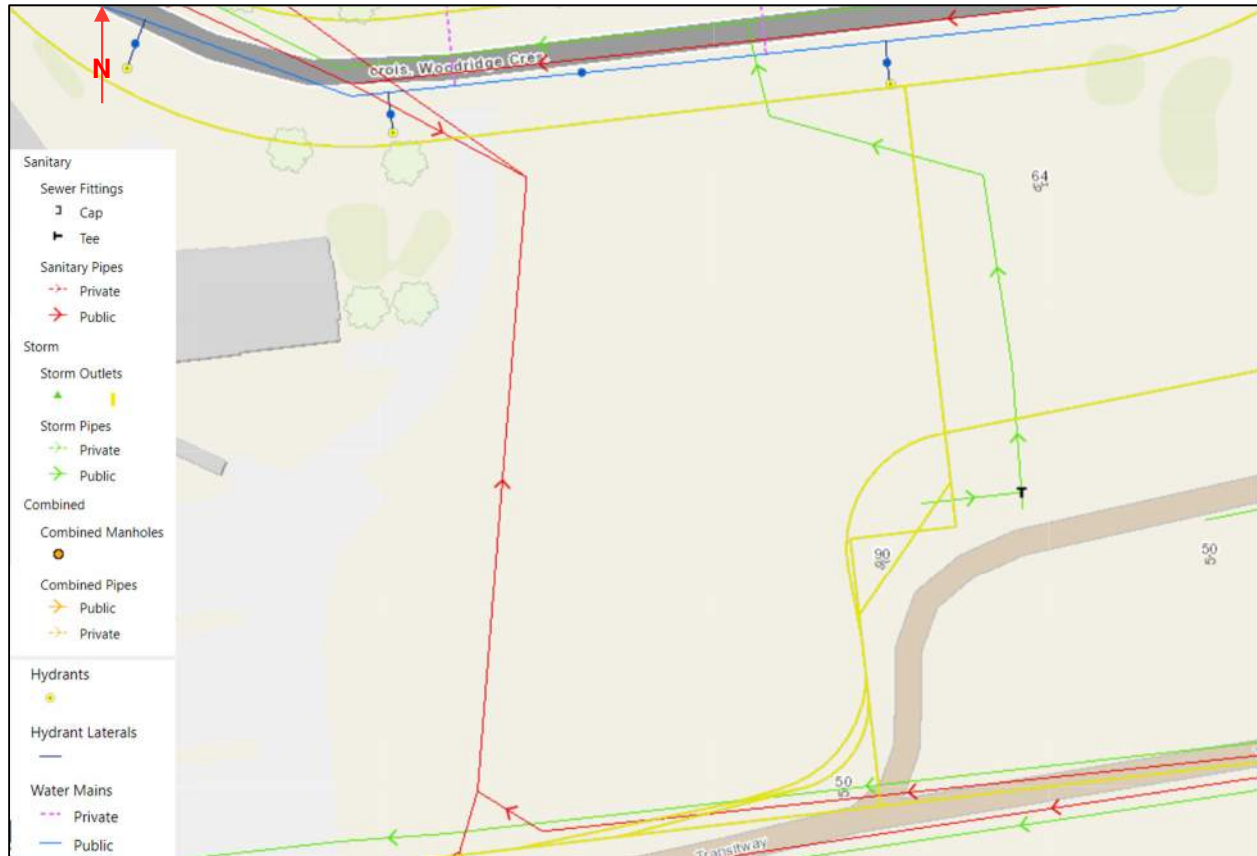 N
crois. Woodridge Cres.
Sanitary
Sewer Fittings
Cap
Tee
Sanitary Pipes
Private
Public
Storm
Storm Outlets
Storm Pipes
Private
Public
Combined
Combined Manholes
Combined Pipes
Public
Private
Hydrants
Hydrant Laterals
Water Mains
Private
Public
64
90
50
50
Transitway